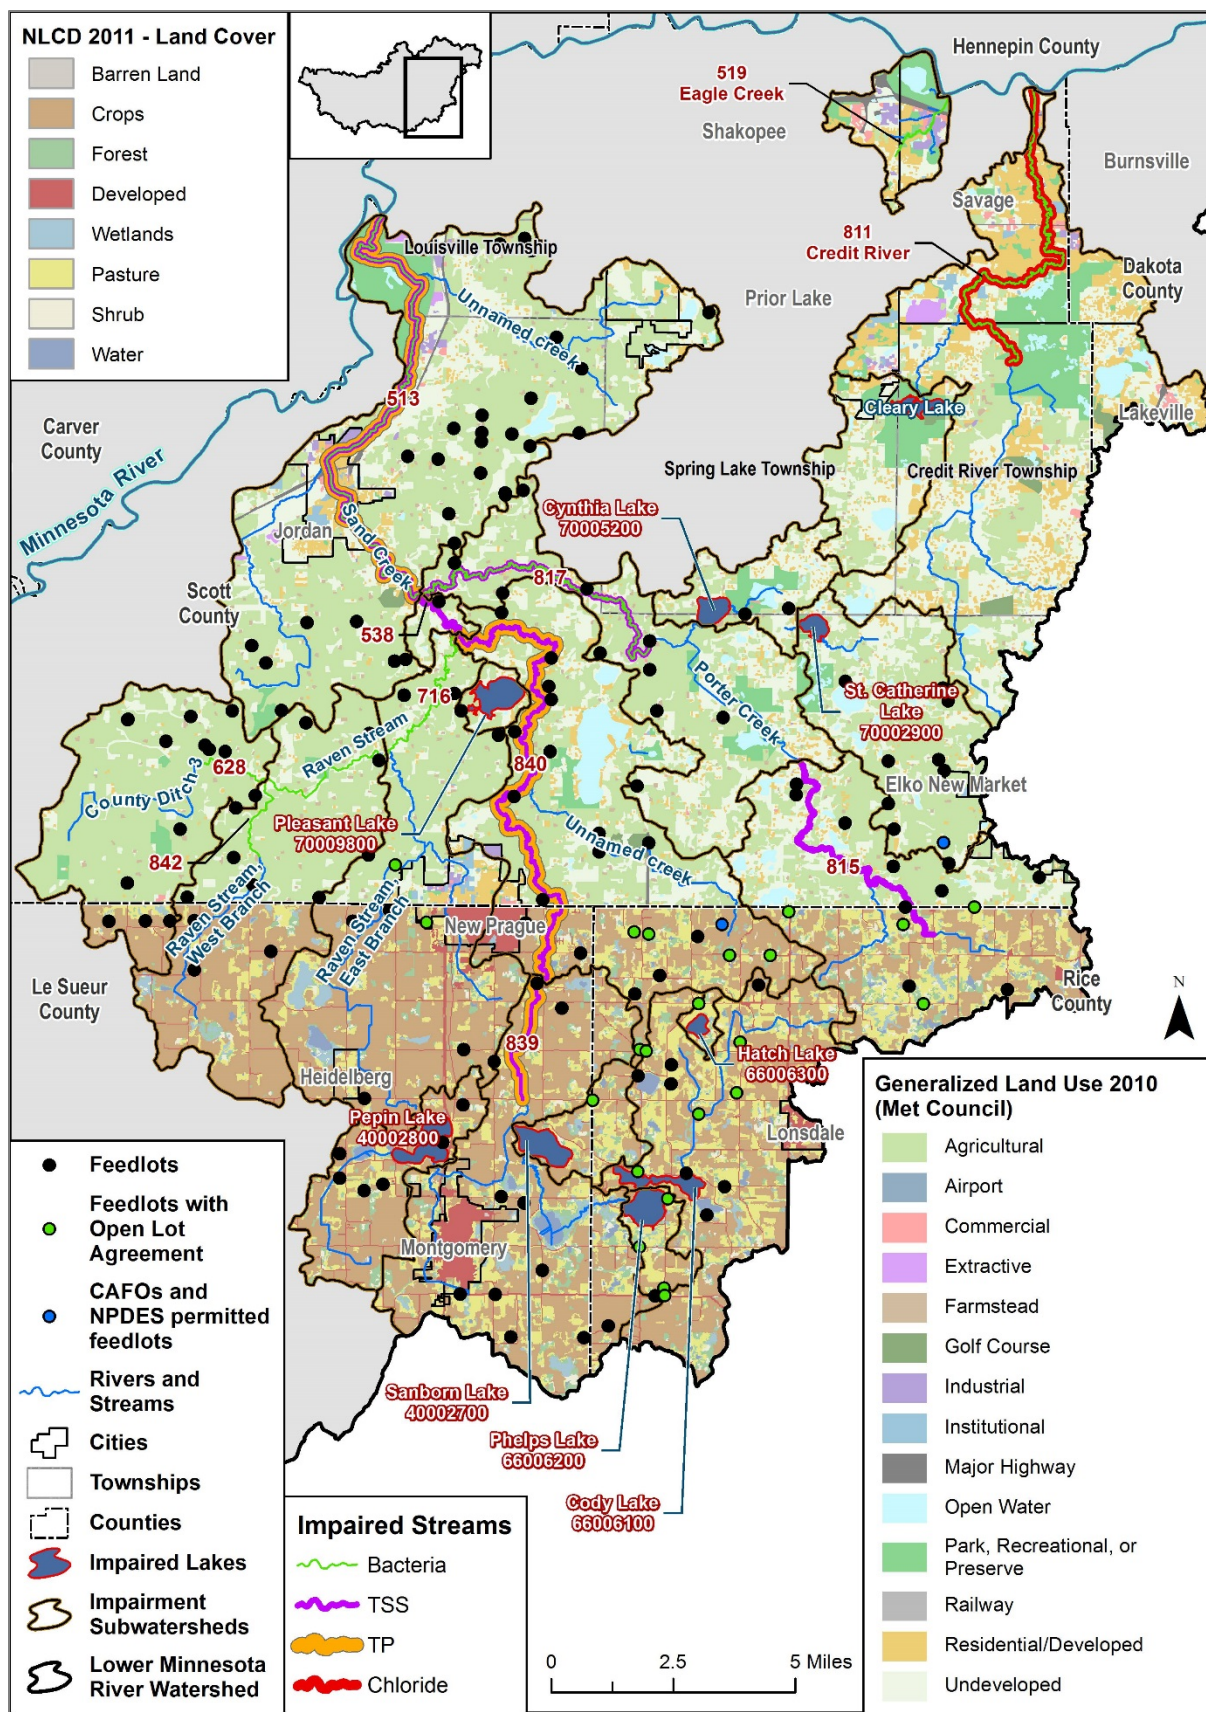 NLCD 2011 - Land Cover
Barren Land
Crops
Forest
Developed
Wetlands
Pasture
Shrub
Water
Hennepin County
519
Eagle Creek
Shakopee
Burnsville
Savage
811
Credit River
Dakota
County
Louisville Township
Prior Lake
Unnamed creek
513
Cleary Lake
Lakeville
Carver
County
Minnesota River
Spring Lake Township
Credit River Township
Cynthia Lake
70005200
Jordan
Sand Creek
817
Scott
County
538
Porter Creek
St. Catherine
Lake
70002900
716
Raven Stream
628
840
County Ditch 3
Elko New Market
Pleasant Lake
70009800
Unnamed creek
842
815
Raven Stream,
West Branch
Raven Stream,
East Branch
New Prague
Le Sueur
County
Rice
County
N
839
Hatch Lake
66006300
Heidelberg
Pepin Lake
40002800
Lonsdale
Montgomery
Sanborn Lake
40002700
Phelps Lake
66006200
Cody Lake
66006100
Feedlots
Feedlots with
Open Lot
Agreement
CAFOs and
NPDES permitted
feedlots
Rivers and
Streams
Cities
Townships
Counties
Impaired Lakes
Impairment
Subwatersheds
Lower Minnesota
River Watershed
Impaired Streams
Bacteria
TSS
TP
Chloride
0 2.5 5 Miles
Generalized Land Use 2010
(Met Council)
Agricultural
Airport
Commercial
Extractive
Farmstead
Golf Course
Industrial
Institutional
Major Highway
Open Water
Park, Recreational, or
Preserve
Railway
Residential/Developed
Undeveloped